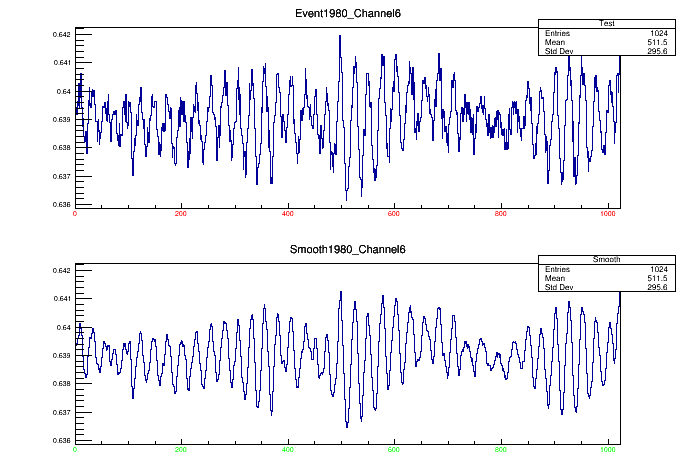 Event1980_Channel6
Test
Entries 1024
Mean 511.5
Std Dev 295.6
0.642
0.641
0.64
0.639
0.638
0.637
0.636
0 200 400 600 800 1000
Smooth1980_Channel6
Smooth
Entries 1024
Mean 511.5
Std Dev 295.6
0.642
0.641
0.64
0.639
0.638
0.637
0.636
0 200 400 600 800 1000